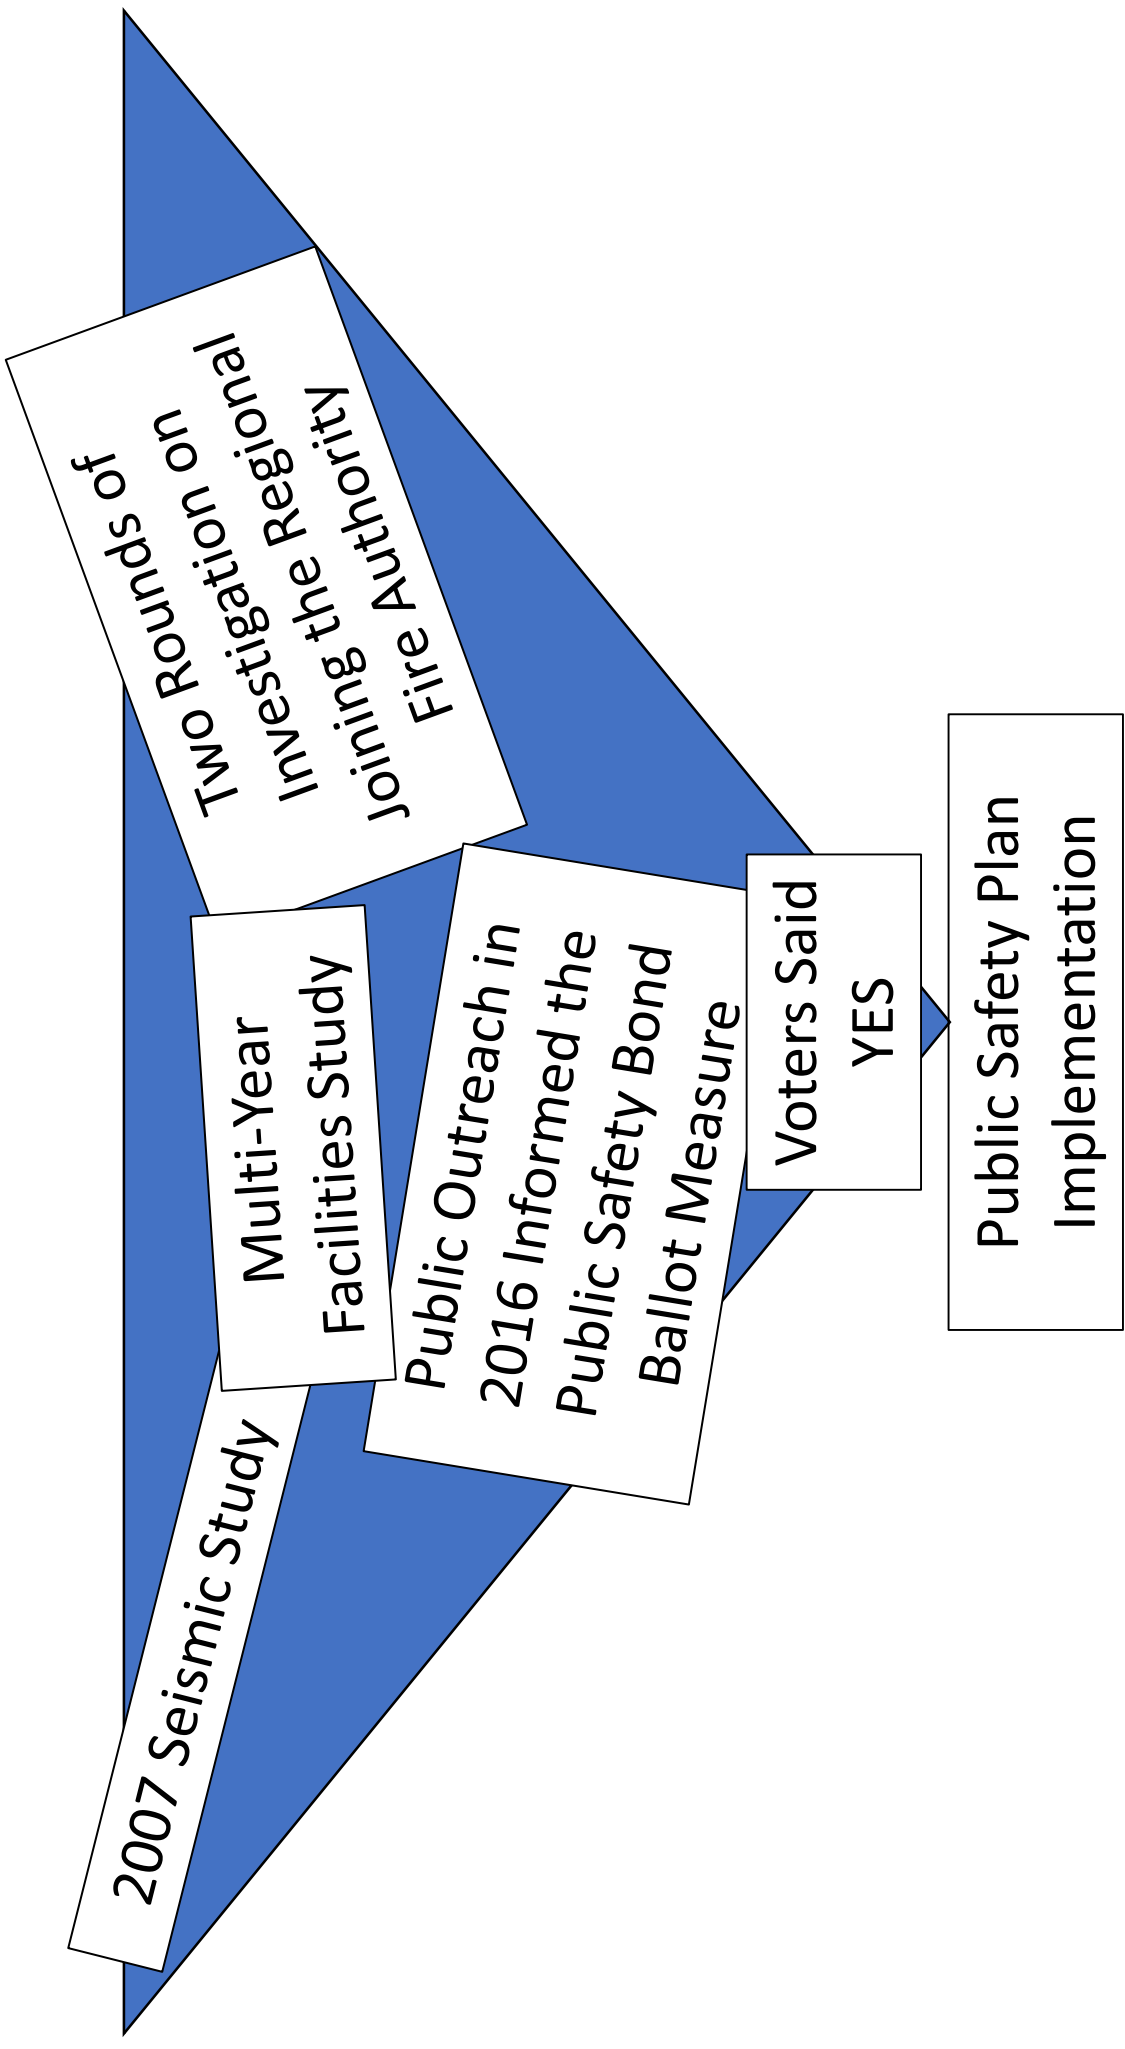 2007 Seismic Study
Multi-Year
Facilities Study
Two Rounds of
Investigation on
Joining the Regional
Fire Authority
Public Outreach in
2016 Informed the
Public Safety Bond
Ballot Measure
Voters Said
YES
Public Safety Plan
Implementation